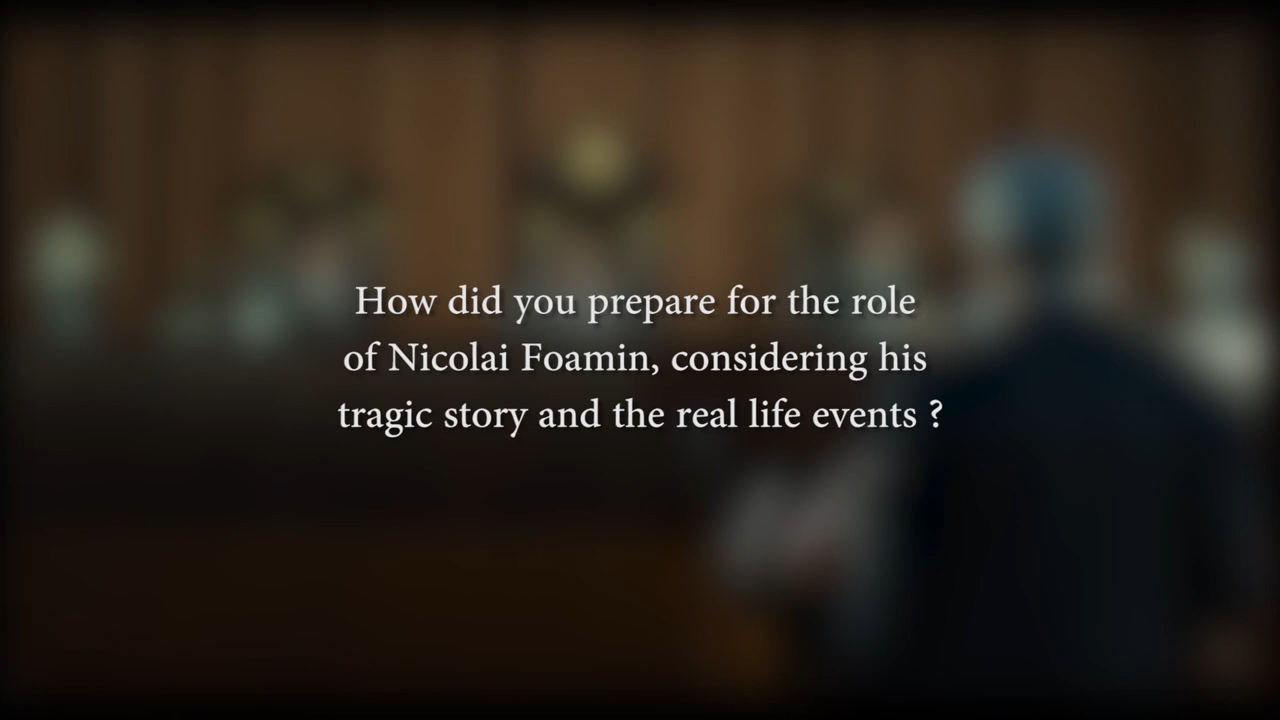 How did you prepare for the role
of Nicolai Foamin, considering his
tragic story and the real life events ?